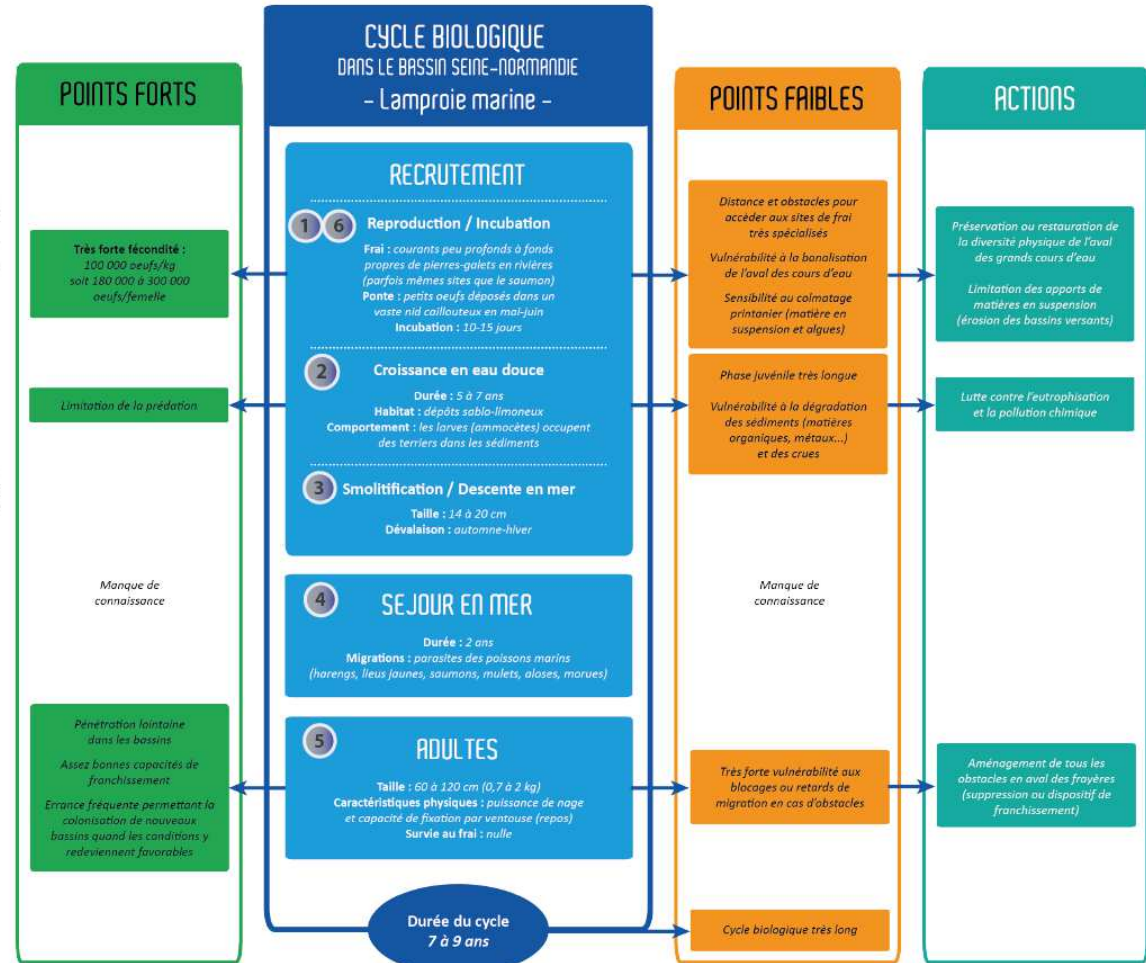 CYCLE BIOLOGIQUE
DANS LE BASSIN SEINE-NORMANDIE
- Lamproie marine -
POINTS FORTS
Très forte fécondité :
100 000 oeufs/kg
soit 180 000 à 300 000
oeufs/femelle
Limitation de la prédation
Manque de
connaissance
Pénétration lointaine
dans les bassins
Assez bonnes capacités de
franchissement
Errance fréquente permettant la
colonisation de nouveaux
bassins quand les conditions y
redeviennent favorables
RECRUTEMENT
1 6 Reproduction / Incubation
Frai : courants peu profonds à fonds
propres de pierres-galets en rivières
(parfois mêmes sites que le saumon)
Ponte : petits oeufs déposés dans un
vaste nid caillouteux en mai-juin
Incubation : 10-15 jours
2 Croissance en eau douce
Durée : 5 à 7 ans
Habitat : dépôts sablo-limoneux
Comportement : les larves (ammocètes) occupent
des terriers dans les sédiments
3 Smolitification / Descente en mer
Taille : 14 à 20 cm
Dévalaison : automne-hiver
4 SEJOUR EN MER
Durée : 2 ans
Migrations : parasites des poissons marins
(harengs, lieus jaunes, saumons, mulets, aloses, morues)
5 ADULTES
Taille : 60 à 120 cm (0,7 à 2 kg)
Caractéristiques physiques : puissance de nage
et capacité de fixation par ventouse (repos)
Survie au frai : nulle
Durée du cycle
7 à 9 ans
POINTS FAIBLES
Distance et obstacles pour
accèder aux sites de frai
très spécialisés
Vulnérabilité à la banalisation
de l'aval des cours d'eau
Sensibilité au colmatage
printanier (matière en
suspension et algues)
Phase juvénile très longue
Vulnérabilité à la dégradation
des sédiments (matières
organiques, métaux...)
et des crues
Manque de
connaissance
Très forte vulnérabilité aux
blocages ou retards de
migration en cas d'obstacles
Cycle biologique très long
ACTIONS
Préservation ou restauration de
la diversité physique de l'aval
des grands cours d'eau
Limitation des apports de
matières en suspension
(érosion des bassins versants)
Lutte contre l'eutrophisation
et la pollution chimique
Aménagement de tous les
obstacles en aval des frayères
(suppression ou dispositif de
franchissement)